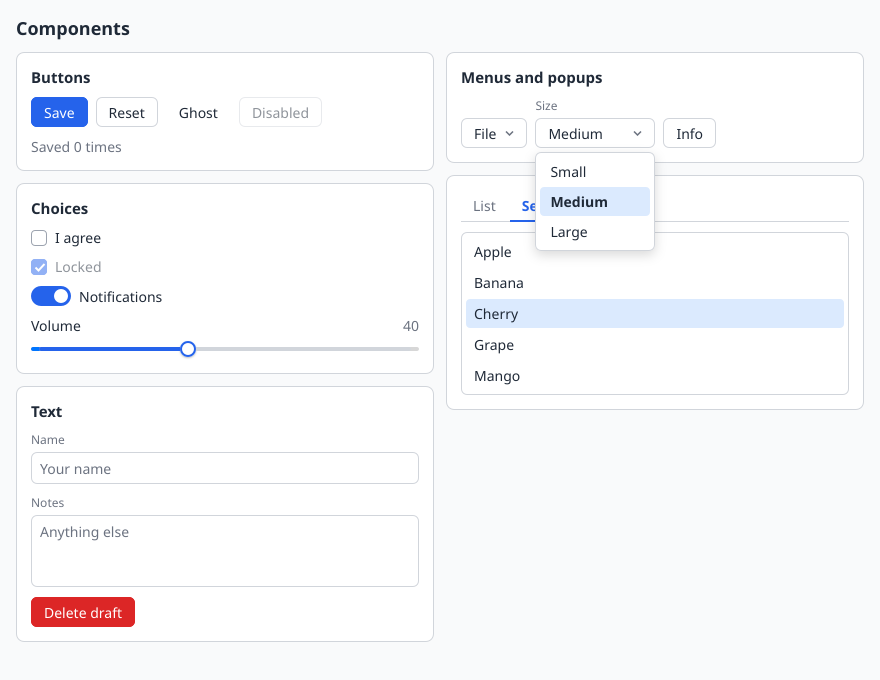 Components
Buttons
Save Reset Ghost Disabled
Saved 0 times
Choices
I agree
Locked
Notifications
Volume 40
Text
Name
Your name
Notes
Anything else
Delete draft
Menus and popups
Size
File Medium Info
Small
Medium
Large
List
Apple
Banana
Cherry
Grape
Mango